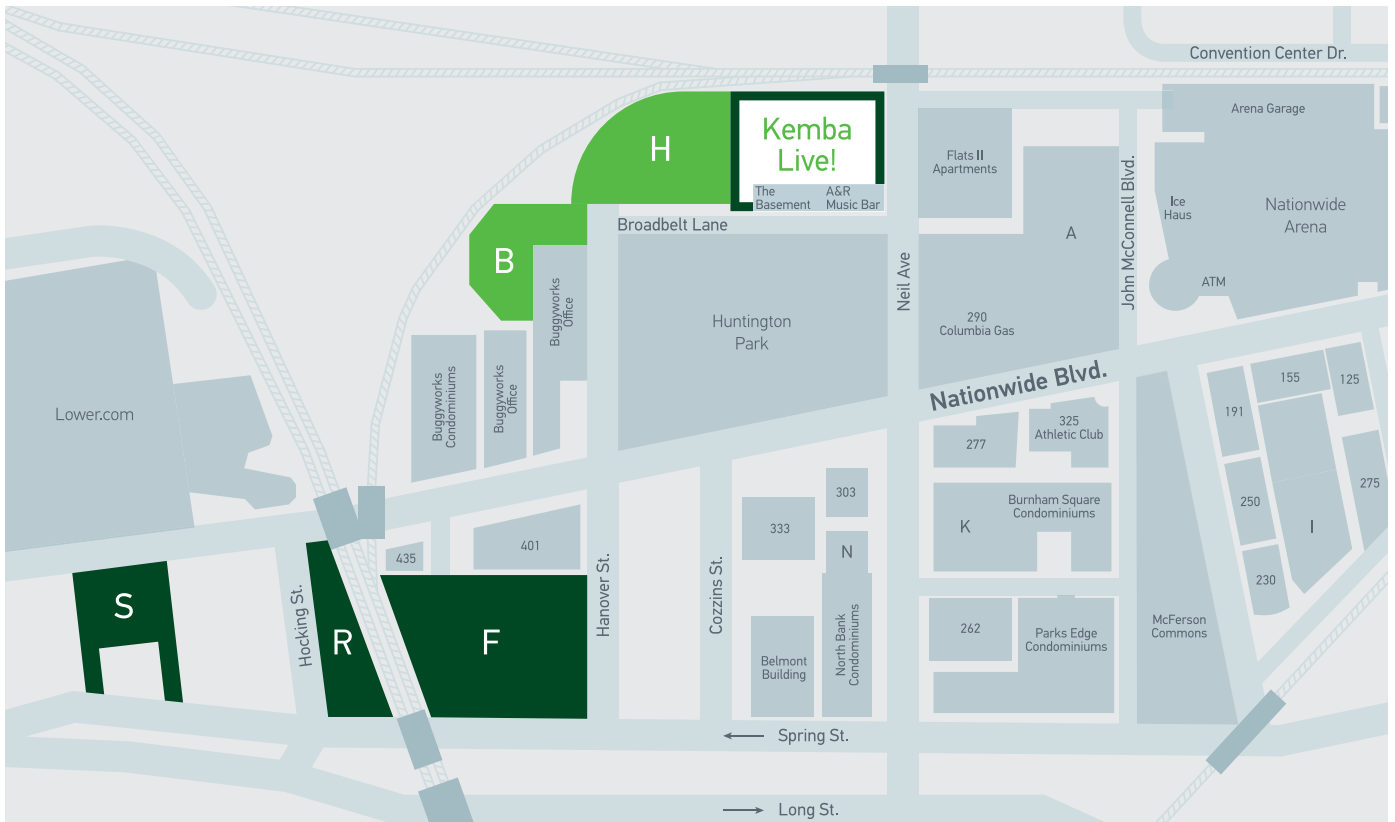 Convention Center Dr.
Arena Garage
Kemba
Live!
H
Flats II
Apartments
John McConnell Blvd.
The
Basement
A&R
Music Bar
Ice
Haus
Nationwide
Arena
Broadbelt Lane
A
B
Neil Ave
ATM
Buggyworks
Office
Huntington
Park
290
Columbia Gas
Nationwide Blvd.
Lower.com
Buggyworks
Condominiums
Buggyworks
Office
155
125
191
325
Athletic Club
277
275
303
Burnham Square
Condominiums
250
333
K
I
401
N
435
230
S
Hocking St.
R
F
Hanover St.
Cozzins St.
262
McFerson
Commons
Parks Edge
Condominiums
Belmont
Building
North Bank
Condominiums
Spring St.
Long St.